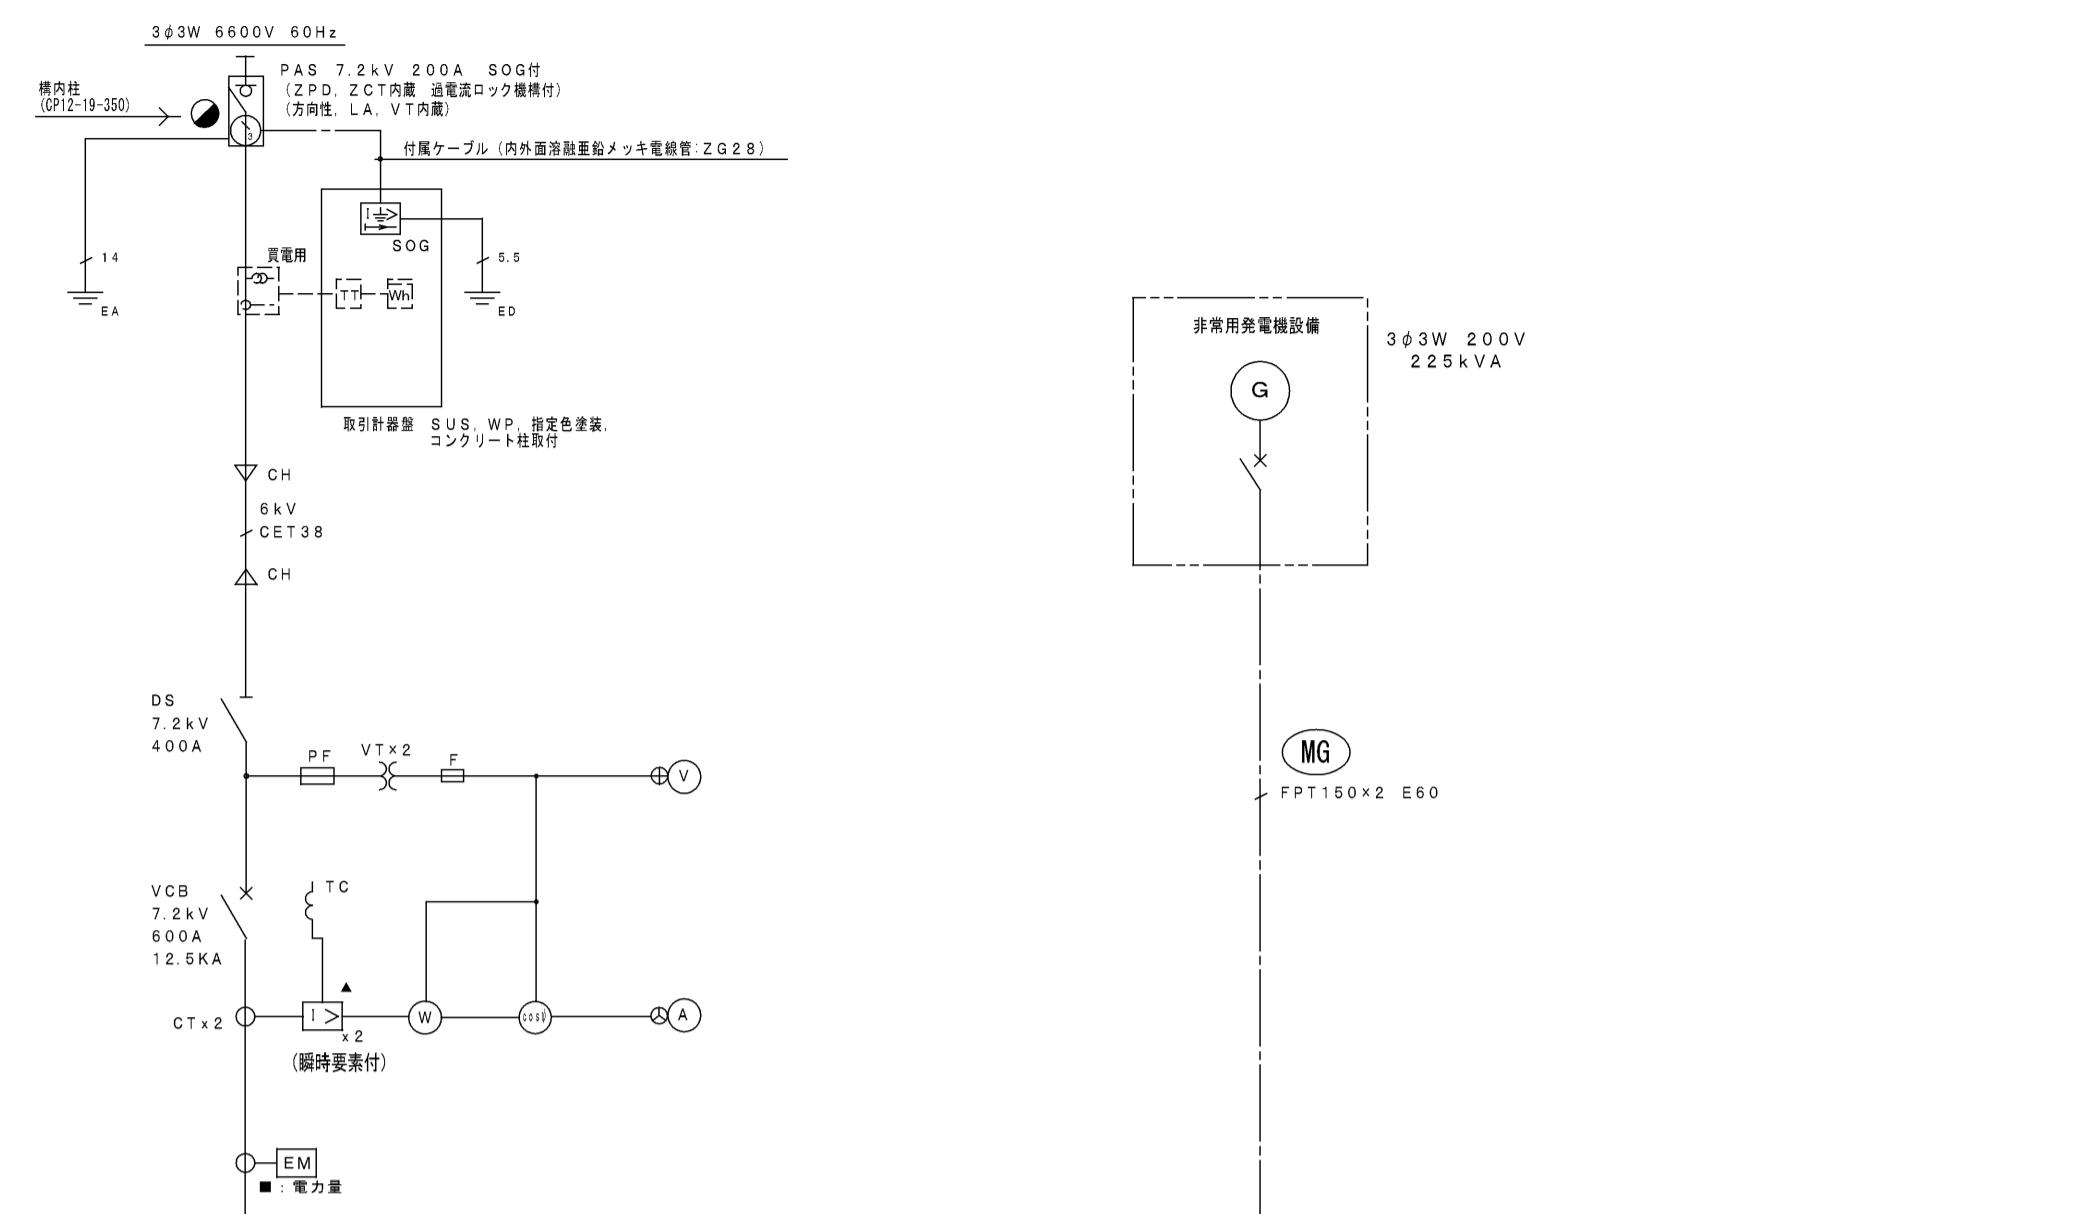 3φ3W 6600V 60Hz
PAS 7.2kV 200A SOG付
(ZPD, ZCT内蔵 過電流ロック機構付)
(方向性, LA, VT内蔵)
構内柱
(CP12-19-350)
3
付属ケーブル (内外面溶融亜鉛メッキ電線管:ZG28)
I
SOG
買電用
14
EA
5.5
ED
TT
Wh
取引計器盤 SUS, WP, 指定色塗装,
コンクリート柱取付
CH
6kV
CET38
CH
DS
7.2kV
400A
PF
VT×2
F
V
VCB
7.2kV
600A
12.5KA
TC
▲
CTx2
I >
x2
W
cosφ
A
(瞬時要素付)
EM
■ : 電力量
非常用発電機設備
3φ3W 200V
225kVA
G
MG
FPT150×2 E60